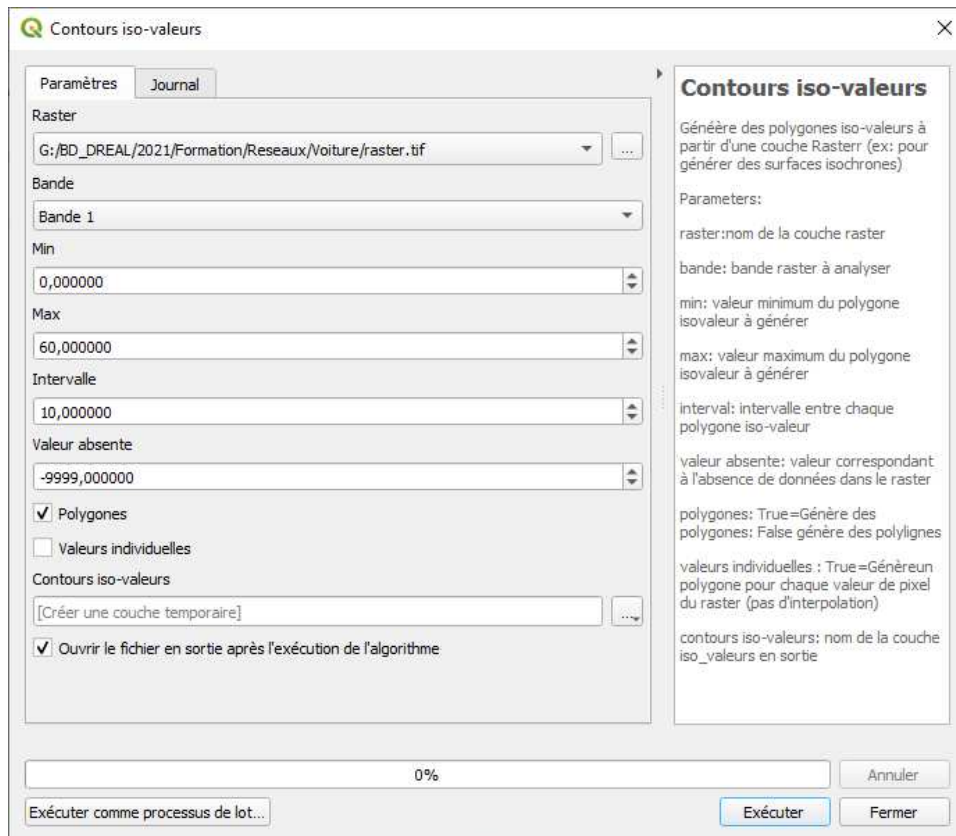 Contours iso-valeurs
Paramètres
Journal
Raster
G:/BD_DREAL/2021/Formation/Reseaux/Voiture/raster.tif
...
Bande
Bande 1
Min
0,000000
Max
60,000000
Intervalle
10,000000
Valeur absente
-9999,000000
Polygones
Valeurs individuelles
Contours iso-valeurs
[Créer une couche temporaire]
...
Ouvrir le fichier en sortie après l'exécution de l'algorithme
Contours iso-valeurs
Génèère des polygones iso-valeurs à
partir d'une couche Rasterr (ex: pour
générer des surfaces isochrones)
Parameters:
raster:nom de la couche raster
bande: bande raster à analyser
min: valeur minimum du polygone
isovaleur à générer
max: valeur maximum du polygone
isovaleur à générer
interval: intervalle entre chaque
polygone iso-valeur
valeur absente: valeur correspondant
à l'absence de données dans le raster
polygones: True=Génère des
polygones: False génère des polylignes
valeurs individuelles : True=Génèreun
polygone pour chaque valeur de pixel
du raster (pas d'interpolation)
contours iso-valeurs: nom de la couche
iso_valeurs en sortie
0%
Annuler
Exécuter comme processus de lot...
Exécuter
Fermer